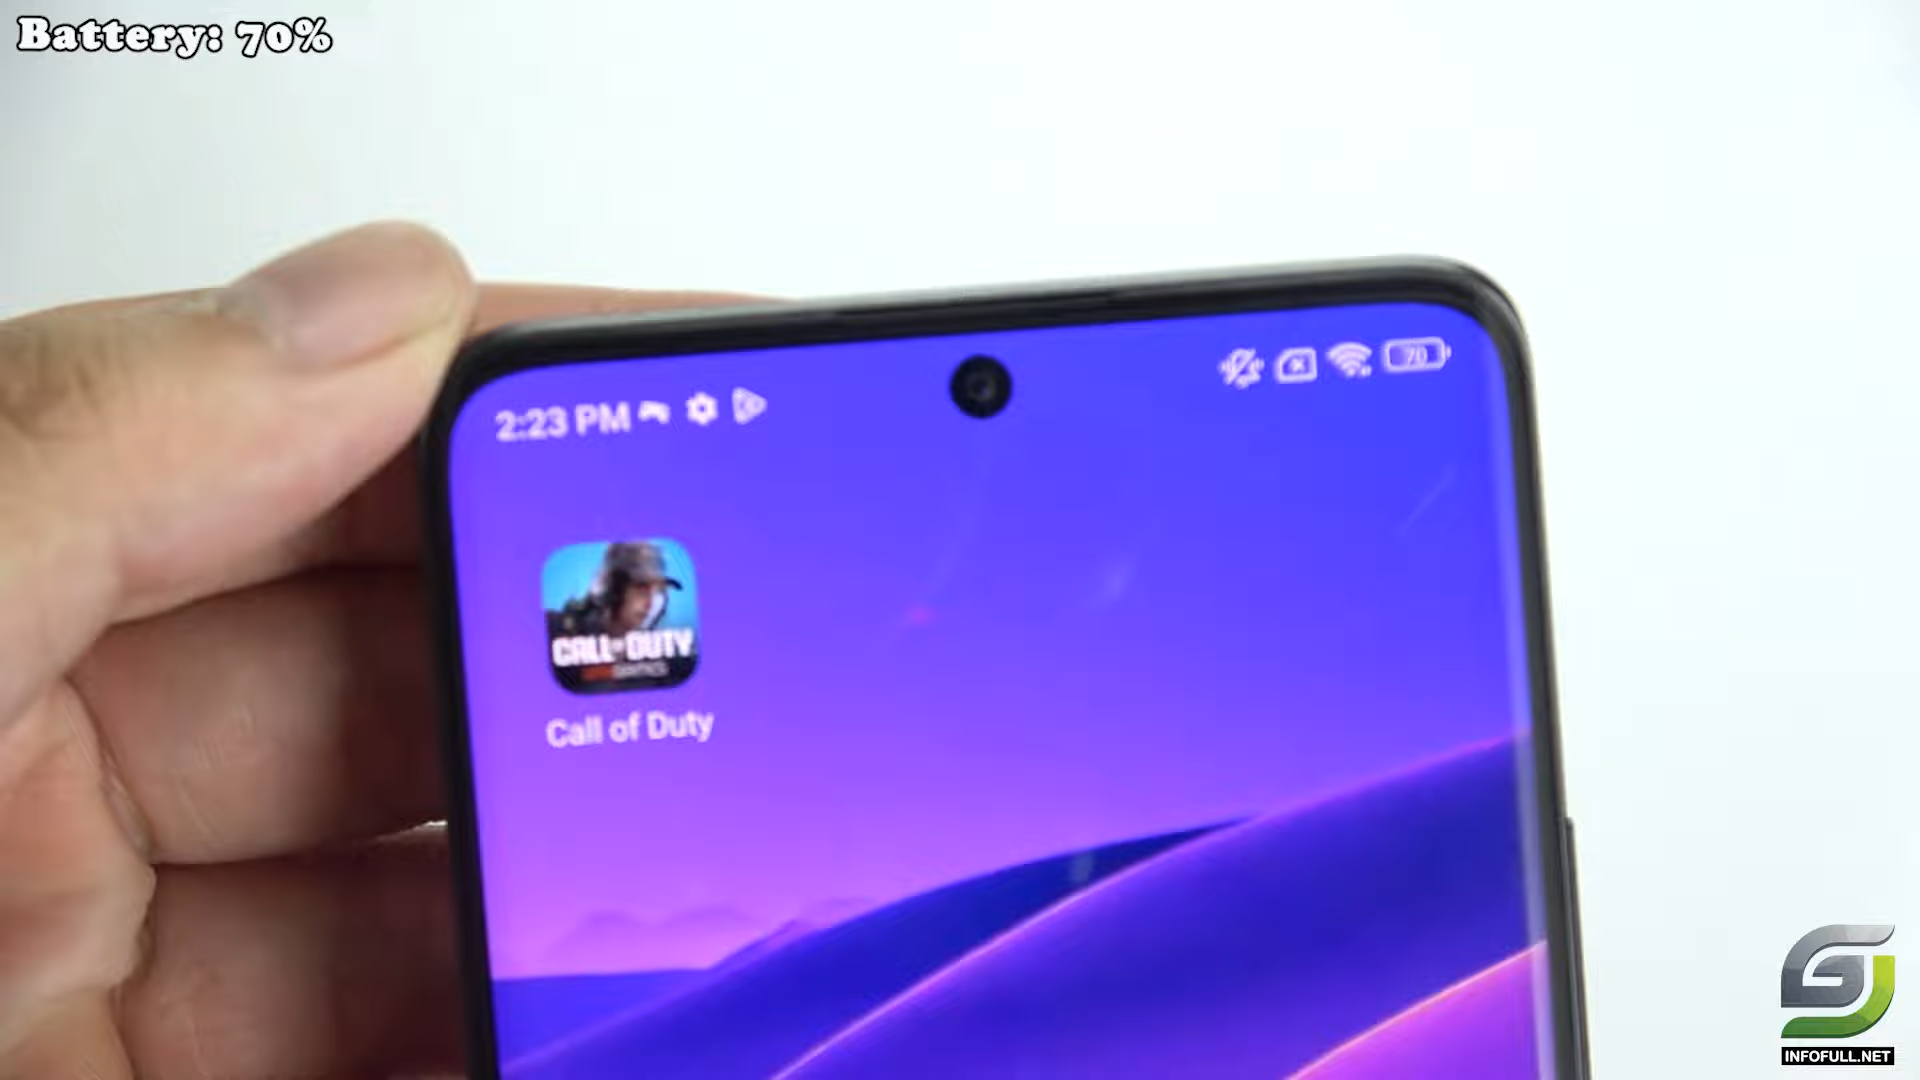 Battery: 70%
2:23 PM
70
CALL OF DUTY
Call of Duty
INFOFULL.NET